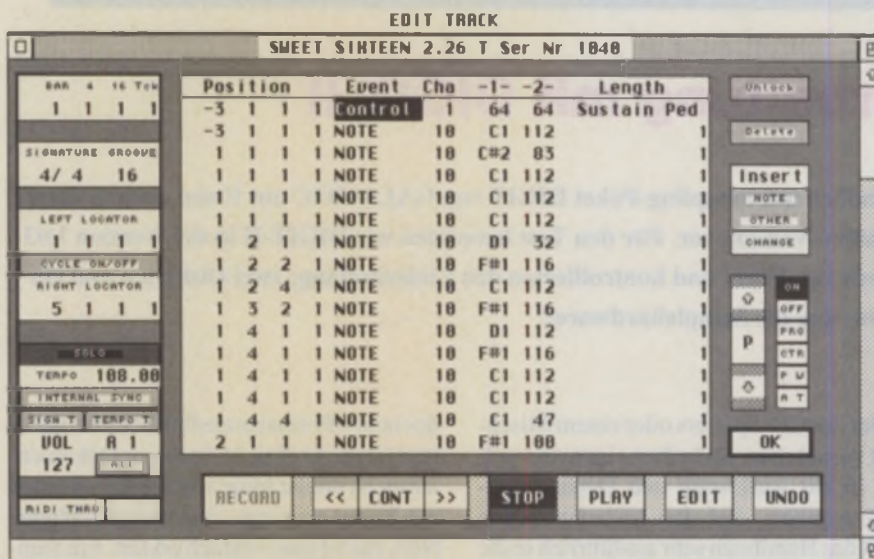 EDIT TRACK
SWEET SIXTEEN 2.26 T Ser Nr 1040
BAR 4 16 Tck
1 1 1 1
SIGNATURE GROOVE
4/ 4 16
LEFT LOCATOR
1 1 1 1
CYCLE ON/OFF
RIGHT LOCATOR
5 1 1 1
SOLO
TEMPO 108.00
INTERNAL SYNC
SIGN T TEMPO T
VOL A 1
127 ALL
MIDI THRU
Position Event Cha -1- -2- Length
-3 1 1 1 Control 1 64 64 Sustain Ped
-3 1 1 1 NOTE 10 C1 112 1
1 1 1 1 NOTE 10 C#2 83 1
1 1 1 1 NOTE 10 C1 112 1
1 1 1 1 NOTE 10 C1 112 1
1 1 1 1 NOTE 10 C1 112 1
1 1 1 1 NOTE 10 D1 32 1
1 2 2 1 NOTE 10 F#1 116 1
1 2 4 1 NOTE 10 C1 112 1
1 3 2 1 NOTE 10 F#1 116 1
1 4 1 1 NOTE 10 D1 112 1
1 4 1 1 NOTE 10 F#1 116 1
1 4 1 1 NOTE 10 C1 112 1
1 4 1 1 NOTE 10 C1 112 1
1 4 4 1 NOTE 10 C1 47 1
2 1 1 1 NOTE 10 F#1 100 1
Unlock
Delete
Insert
NOTE
OTHER
CHANGE
P
ON
OFF
PRO
CTR
P W
A T
OK
RECORD << CONT >> STOP PLAY EDIT UNDO